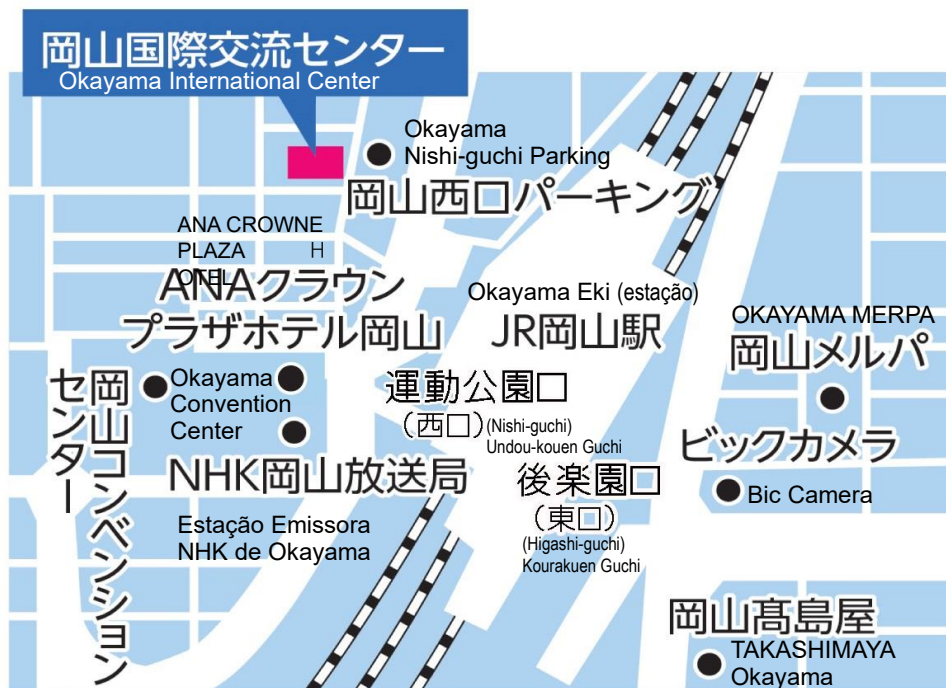 岡山国際交流センター
Okayama International Center
Okayama
Nishi-guchi Parking
岡山西口パーキング
ANA CROWNE
PLAZA H
OTEL
ANAクラウン
プラザホテル岡山
Okayama Eki (estação)
JR岡山駅
OKAYAMA MERPA
岡山メルパ
岡山コンベンション
センター
Okayama
Convention
Center
運動公園口
(西口)(Nishi-guchi)
Undou-kouen Guchi
ビックカメラ
Bic Camera
NHK岡山放送局
Estação Emissora
NHK de Okayama
後楽園口
(東口)
(Higashi-guchi)
Kourakuen Guchi
岡山髙島屋
TAKASHIMAYA
Okayama